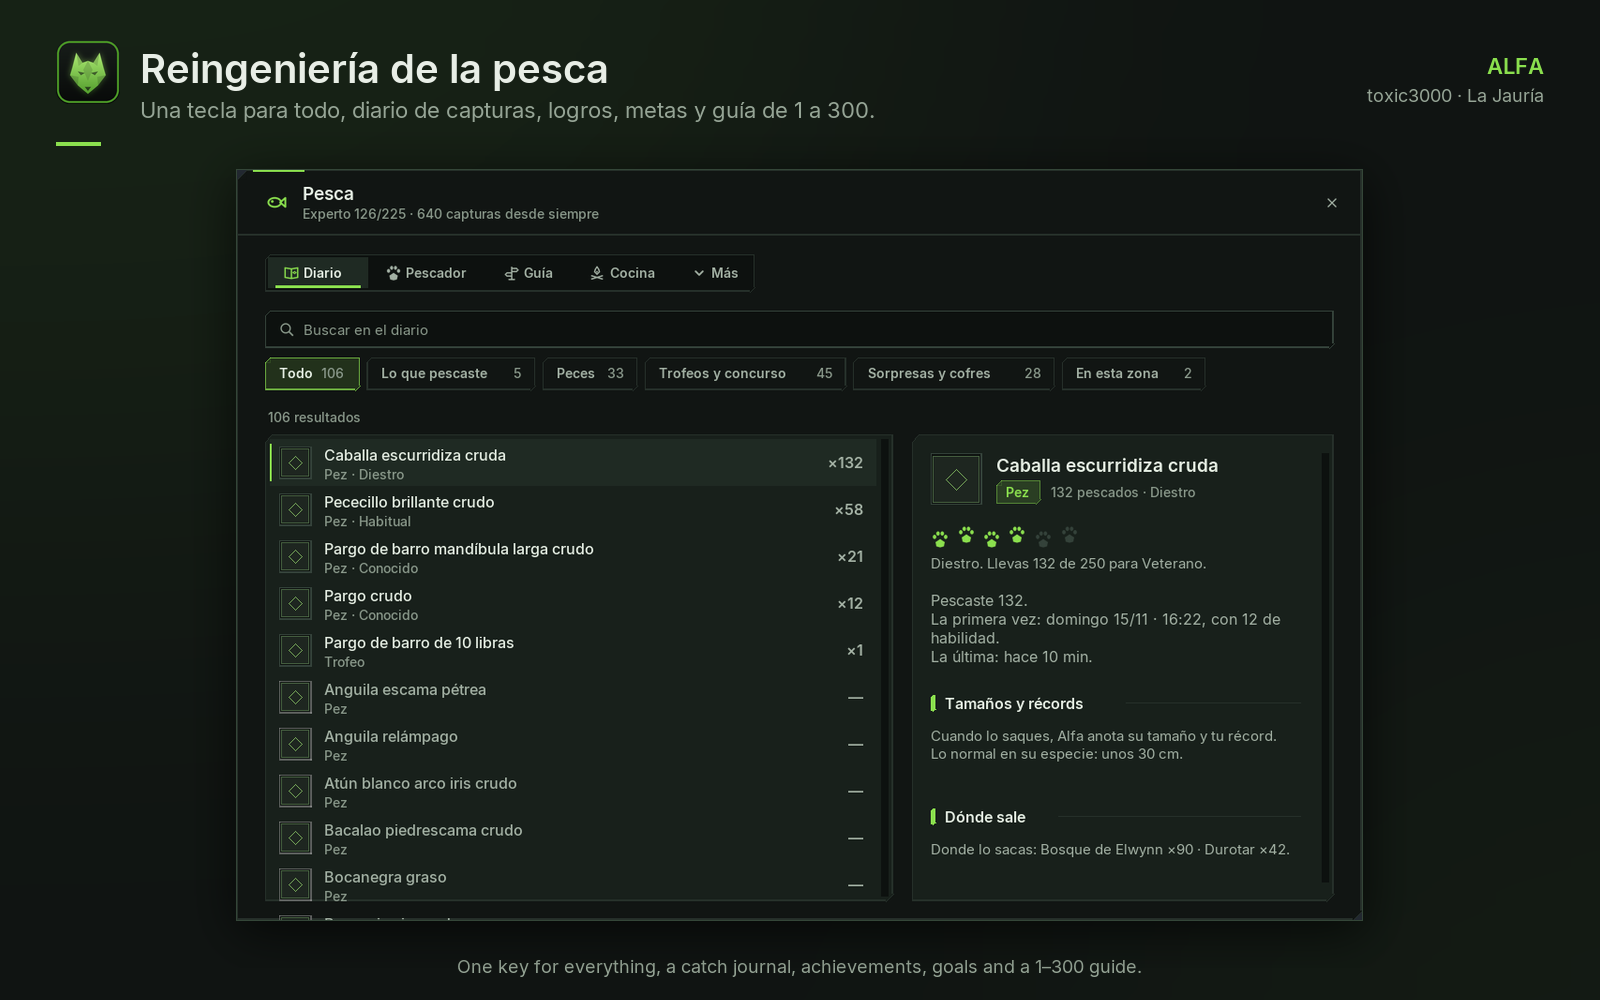 Reingeniería de la pesca
Una tecla para todo, diario de capturas, logros, metas y guía de 1 a 300.
ALFA
toxic3000 · La Jauría
Pesca
Experto 126/225 · 640 capturas desde siempre
Diario
Pescador
Guía
Cocina
Más
Buscar en el diario
Todo 106
Lo que pescaste 5
Peces 33
Trofeos y concurso 45
Sorpresas y cofres 28
En esta zona 2
106 resultados
Caballa escurridiza cruda
Pez · Diestro
×132
Pececillo brillante crudo
Pez · Habitual
×58
Pargo de barro mandíbula larga crudo
Pez · Conocido
×21
Pargo crudo
Pez · Conocido
×12
Pargo de barro de 10 libras
Trofeo
×1
Anguila escama pétrea
Pez
—
Anguila relámpago
Pez
—
Atún blanco arco iris crudo
Pez
—
Bacalao piedrescama crudo
Pez
—
Bocanegra graso
Pez
—
Caballa escurridiza cruda
Pez
132 pescados · Diestro
Diestro. Llevas 132 de 250 para Veterano.
Pescaste 132.
La primera vez: domingo 15/11 · 16:22, con 12 de
habilidad.
La última: hace 10 min.
Tamaños y récords
Cuando lo saques, Alfa anota su tamaño y tu récord.
Lo normal en su especie: unos 30 cm.
Dónde sale
Donde lo sacas: Bosque de Elwynn ×90 · Durotar ×42.
One key for everything, a catch journal, achievements, goals and a 1–300 guide.